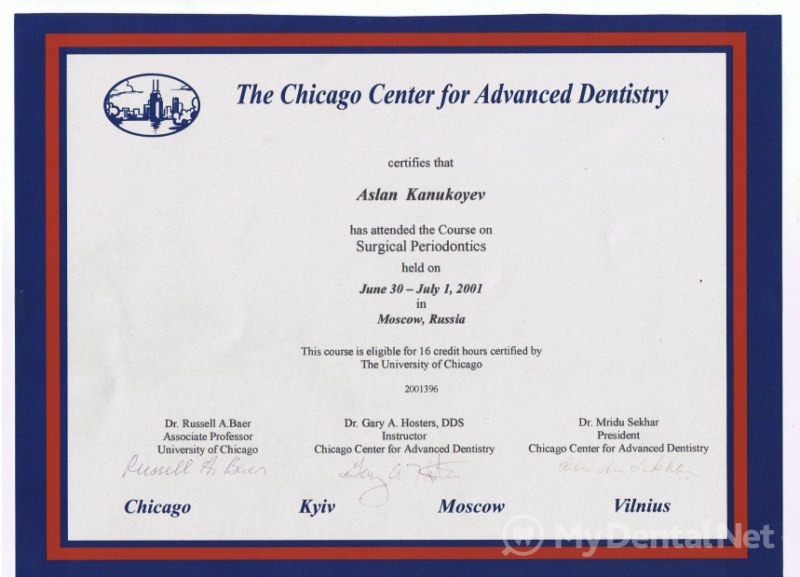 The Chicago Center for Advanced Dentistry
certifies that
Aslan Kanukoyev
has attended the Course on
Surgical Periodontics
held on
June 30 – July 1, 2001
in
Moscow, Russia
This course is eligible for 16 credit hours certified by
The University of Chicago
2001396
Dr. Russell A.Baer
Associate Professor
University of Chicago
Dr. Gary A. Hosters, DDS
Instructor
Chicago Center for Advanced Dentistry
Dr. Mridu Sekhar
President
Chicago Center for Advanced Dentistry
Russell A. Baer
Mridu Sekhar
Chicago Kyiv Moscow Vilnius
MyDentalNet